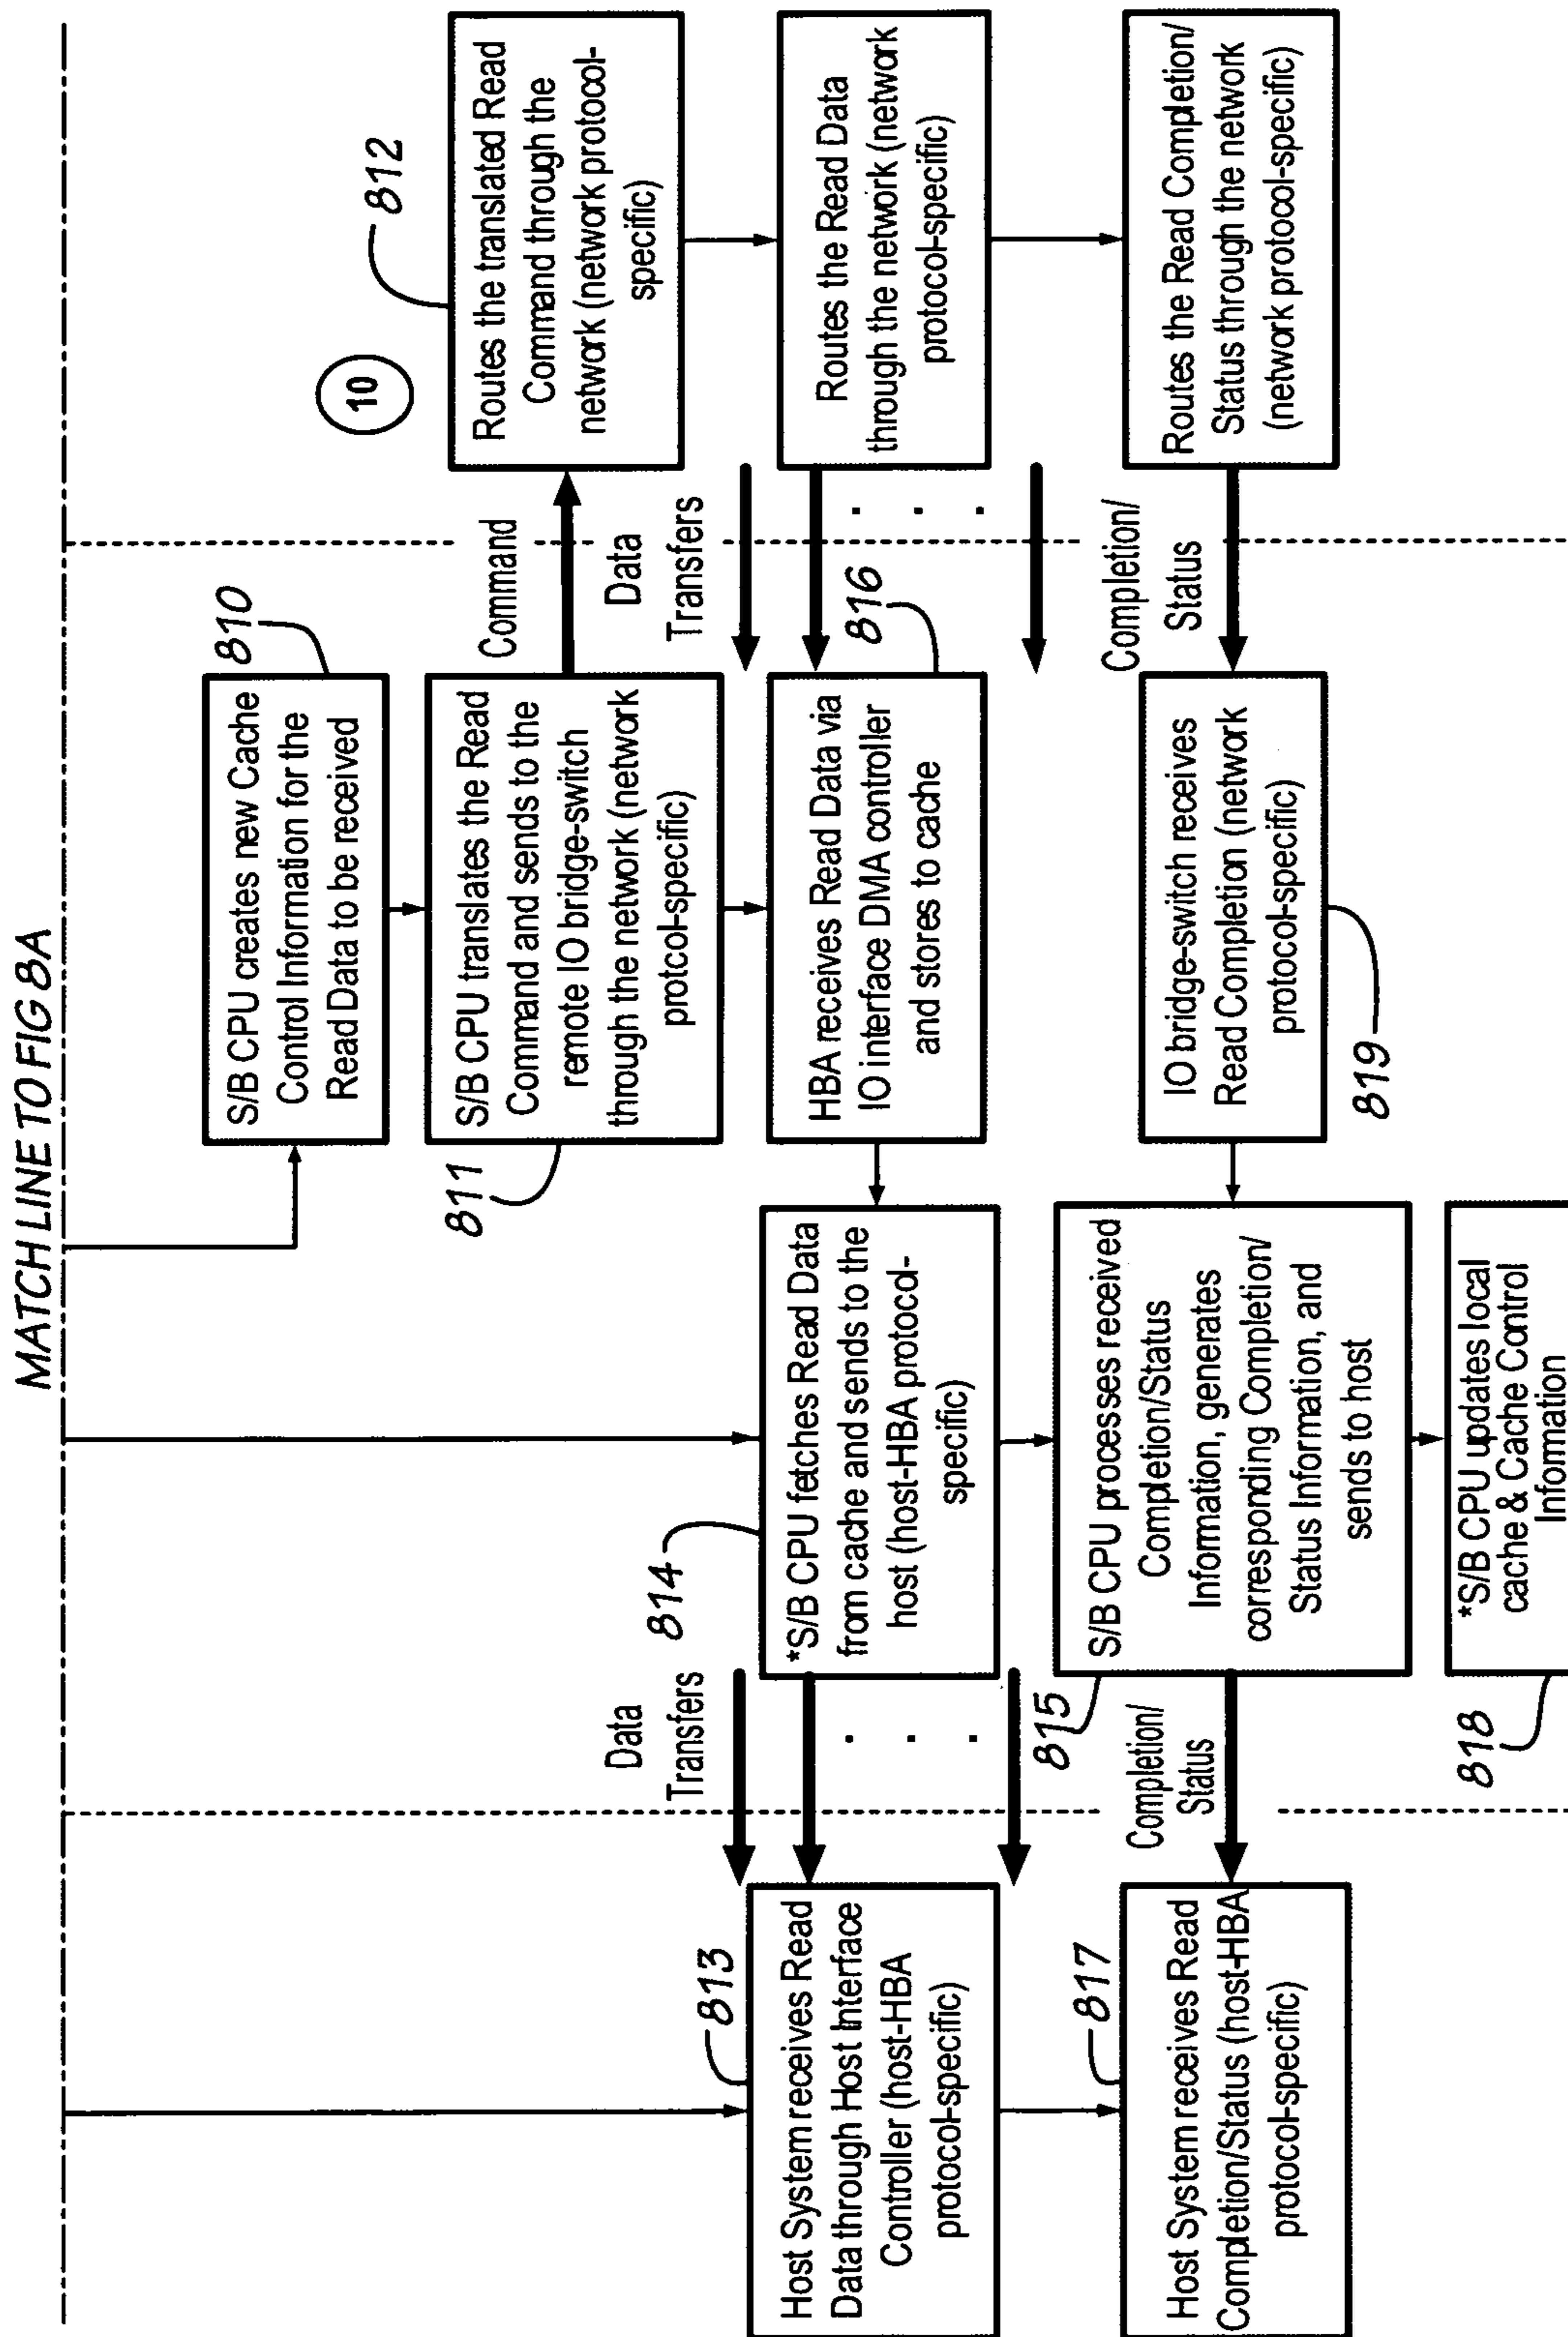 MATCH LINE TO FIG 8A
810
S/B CPU creates new Cache
Control Information for the
Read Data to be received
811
S/B CPU translates the Read
Command and sends to the
remote IO bridge-switch
through the network (network
protcol-specific)
Command
10
812
Routes the translated Read
Command through the
network (network protocol-
specific)
813
Host System receives Read
Data through Host Interface
Controller (host-HBA
protocol-specific)
Data
Transfers
.
.
.
814
*S/B CPU fetches Read Data
from cache and sends to the
host (host-HBA protocol-
specific)
HBA receives Read Data via
IO interface DMA controller
and stores to cache
816
Data
Transfers
.
.
.
Routes the Read Data
through the network (network
protocol-specific)
817
Host System receives Read
Completion/Status (host-HBA
protocol-specific)
Completion/
Status
815
S/B CPU processes received
Completion/Status
Information, generates
corresponding Completion/
Status Information, and
sends to host
IO bridge-switch receives
Read Completion (network
protocol-specific)
819
Completion/
Status
Routes the Read Completion/
Status through the network
(network protocol-specific)
818
*S/B CPU updates local
cache & Cache Control
Information